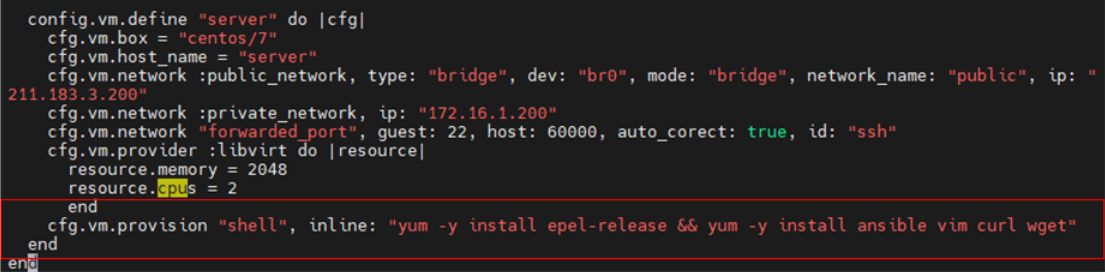 config.vm.define "server" do |cfg|
cfg.vm.box = "centos/7"
cfg.vm.host_name = "server"
cfg.vm.network :public_network, type: "bridge", dev: "br0", mode: "bridge", network_name: "public", ip: "
211.183.3.200"
cfg.vm.network :private_network, ip: "172.16.1.200"
cfg.vm.network "forwarded_port", guest: 22, host: 60000, auto_corect: true, id: "ssh"
cfg.vm.provider :libvirt do |resource|
resource.memory = 2048
resource.cpus = 2
end
cfg.vm.provision "shell", inline: "yum -y install epel-release && yum -y install ansible vim curl wget"
end
end